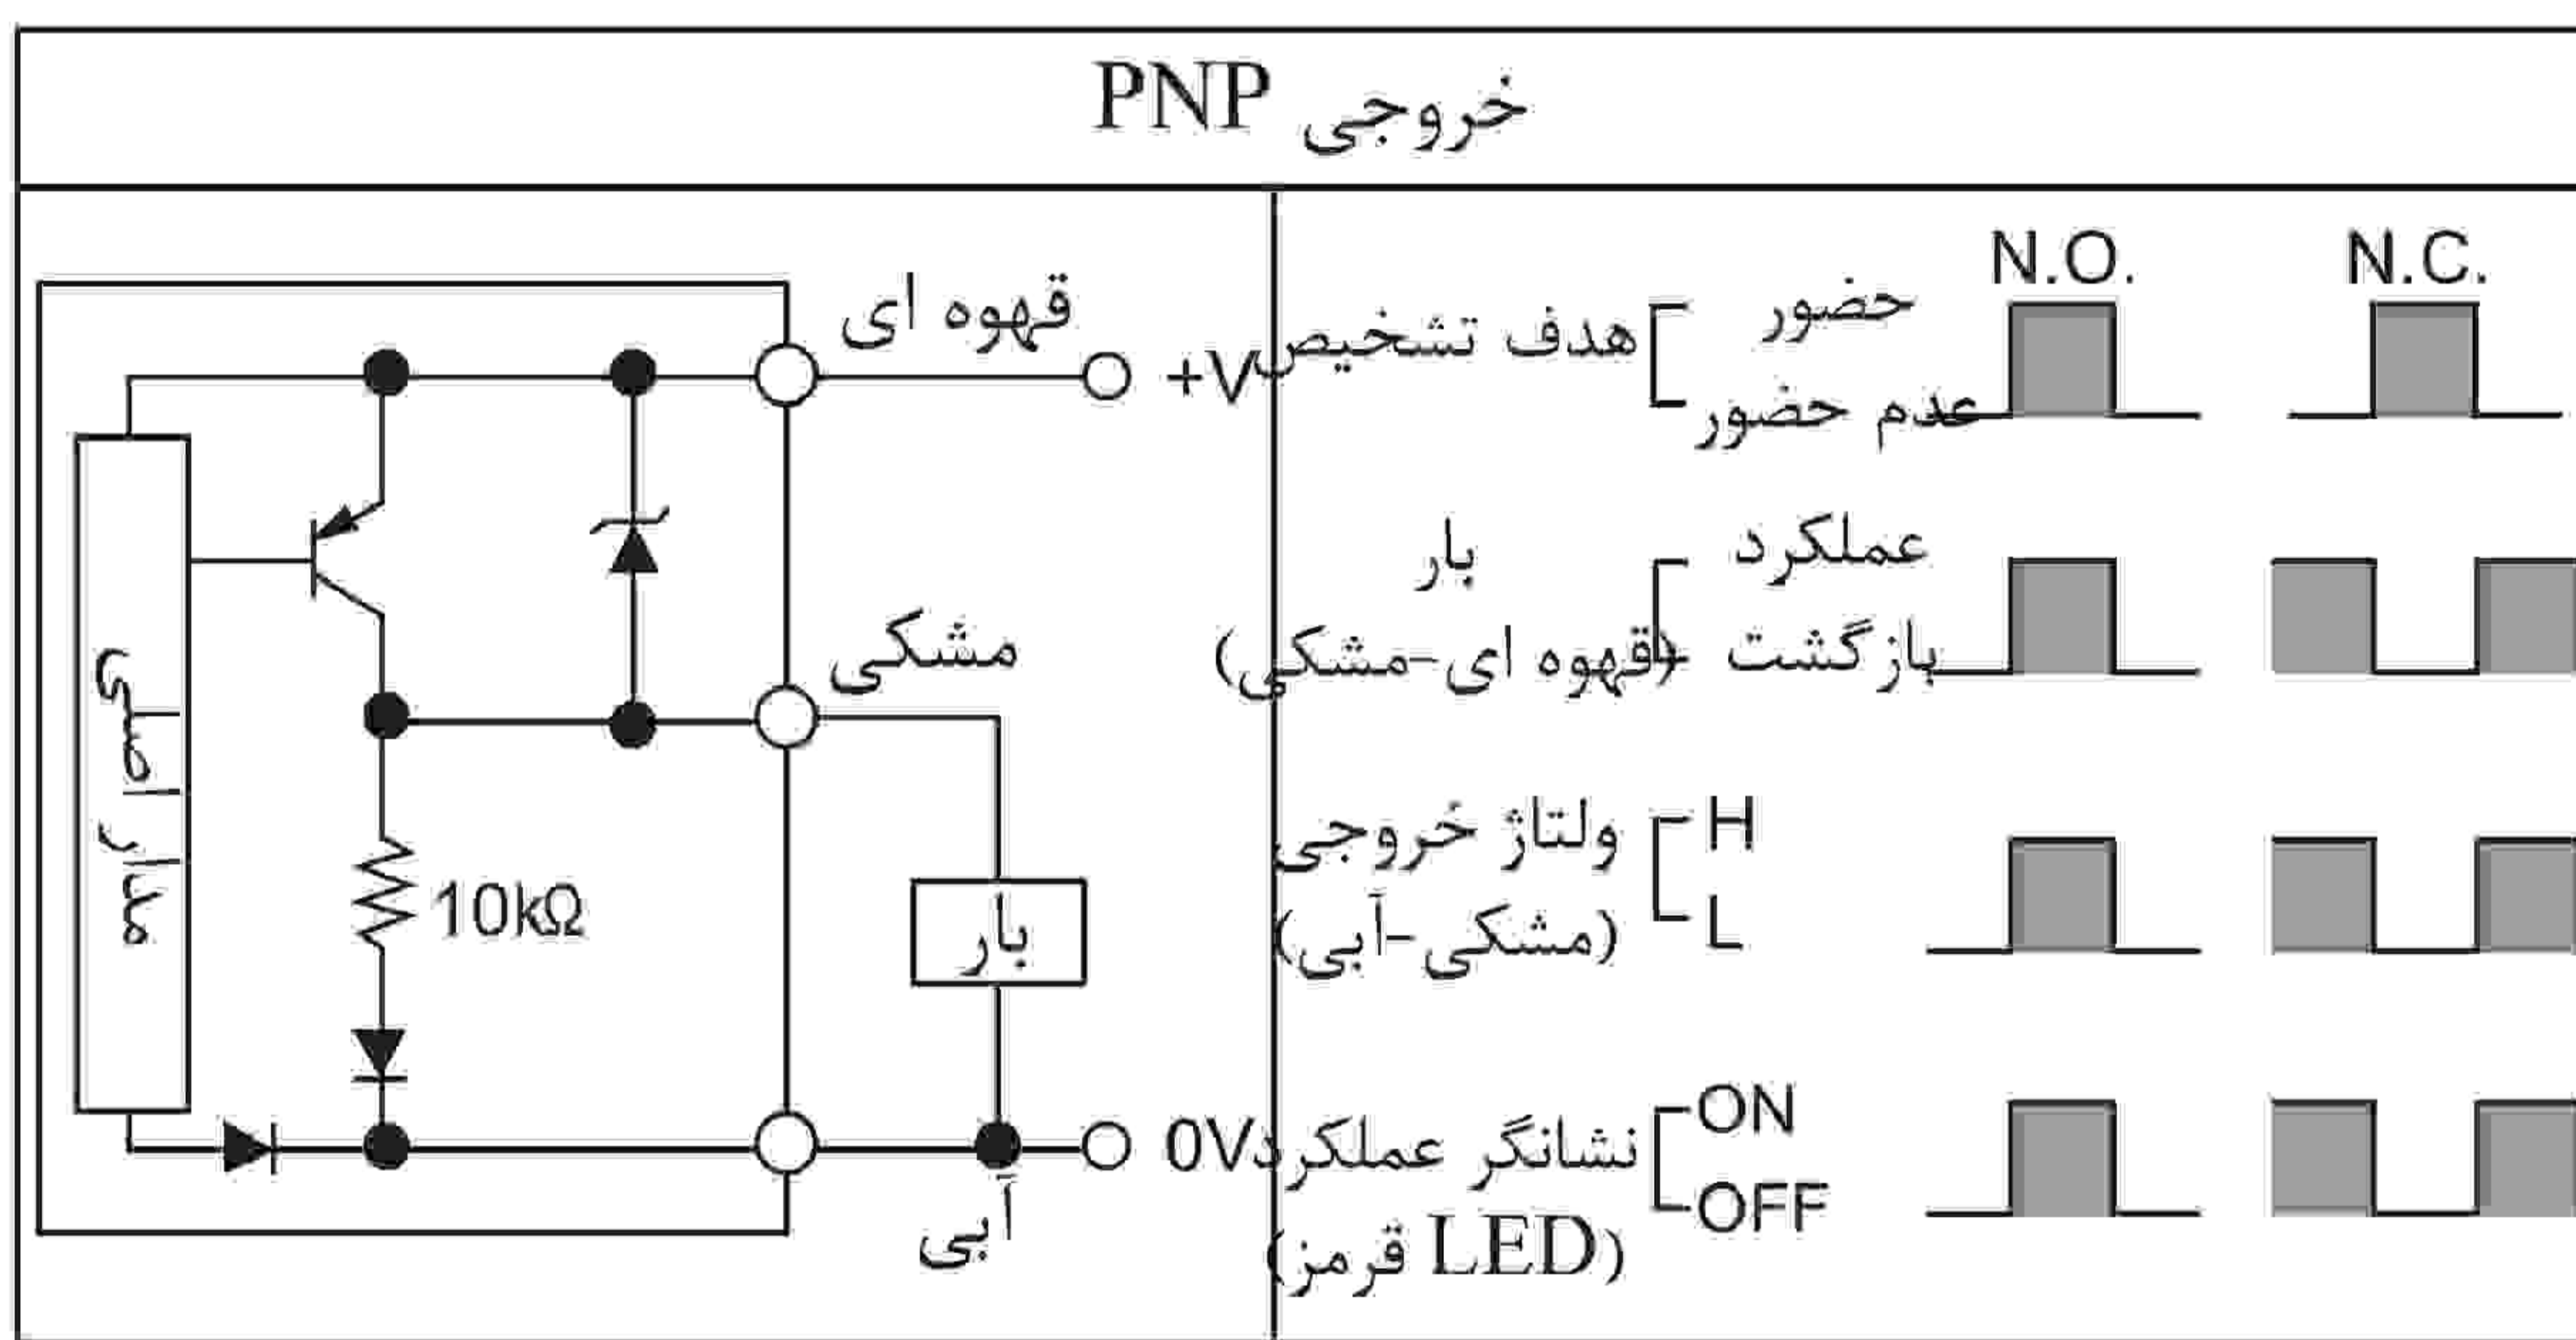 خروجی PNP
قهوه ای
+V
مشکی
مدار اصلی
10kΩ
بار
0V
آبی
N.O.
N.C.
هدف تشخیص
حضور
عدم حضور
بار
(قهوه ای-مشکی)
عملکرد
بازگشت
ولتاژ خروجی
(مشکی-آبی)
H
L
نشانگر عملکرد
(LED قرمز)
ON
OFF